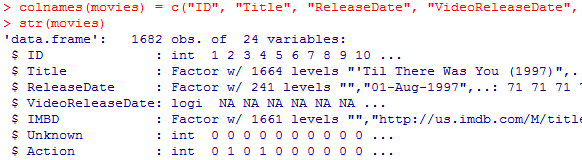 > colnames(movies) = c("ID", "Title", "ReleaseDate", "VideoReleaseDate",
> str(movies)
'data.frame':   1682 obs. of  24 variables:
 $ ID              : int  1 2 3 4 5 6 7 8 9 10 ...
 $ Title           : Factor w/ 1664 levels "'Til There Was You (1997)",..
 $ ReleaseDate     : Factor w/ 241 levels "","01-Aug-1997",..: 71 71 71 7
 $ VideoReleaseDate: logi  NA NA NA NA NA NA ...
 $ IMBD            : Factor w/ 1661 levels "","http://us.imdb.com/M/title
 $ Unknown         : int  0 0 0 0 0 0 0 0 0 0 ...
 $ Action          : int  0 1 0 1 0 0 0 0 0 0 ...